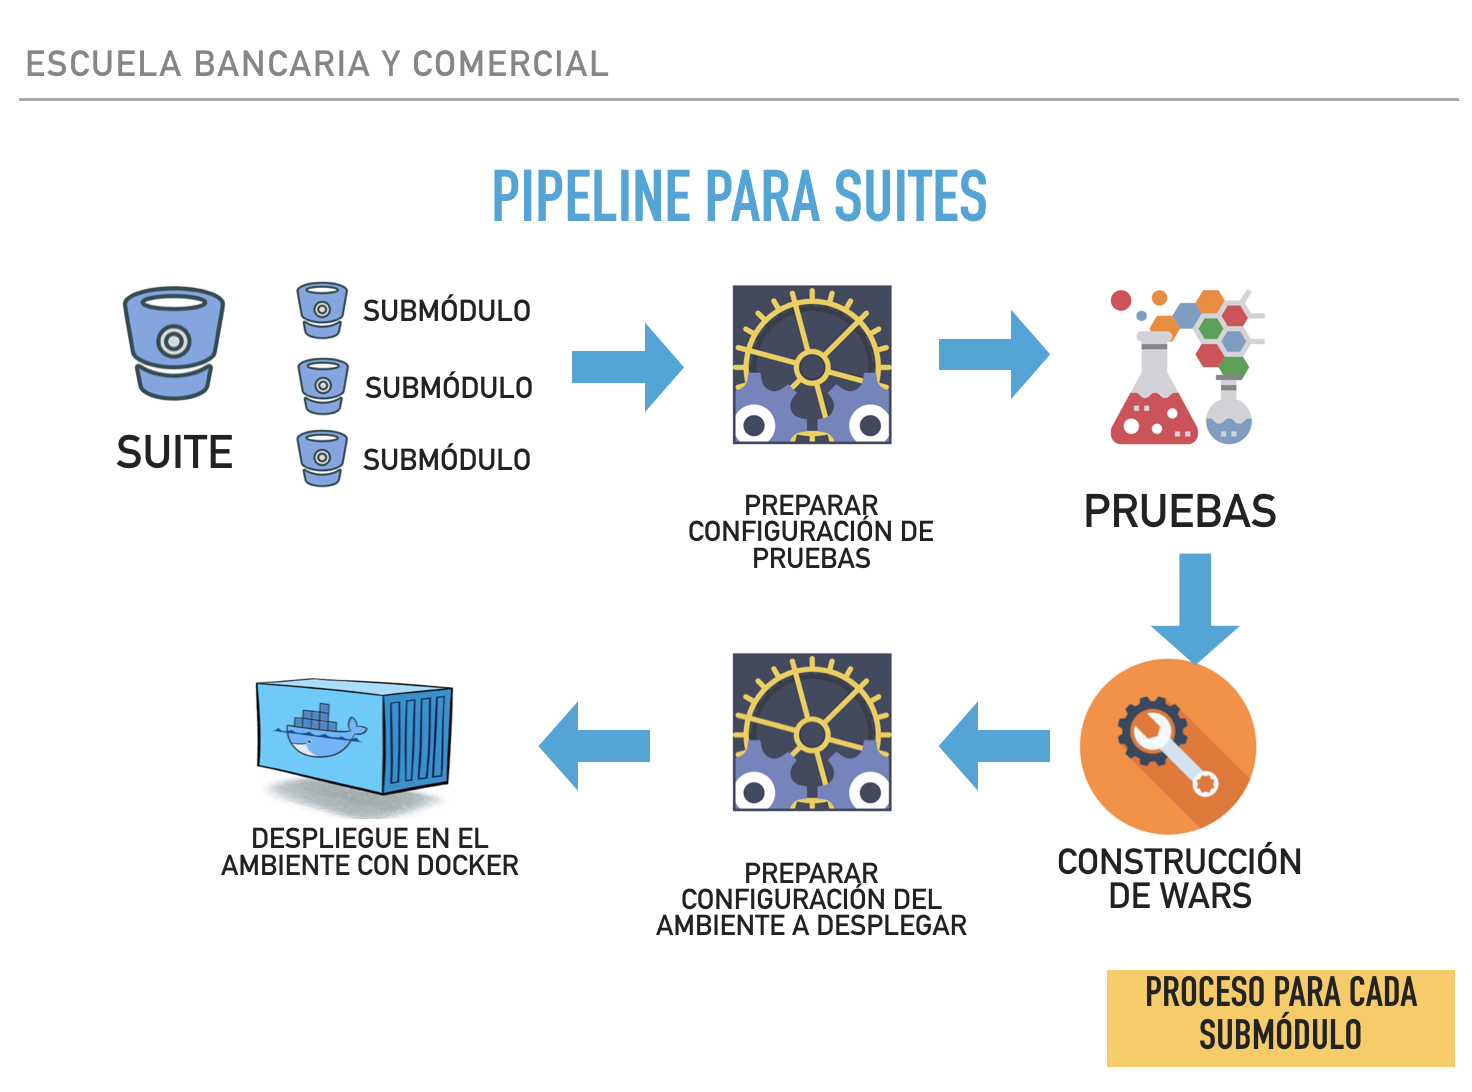 ESCUELA BANCARIA Y COMERCIAL
PIPELINE PARA SUITES
SUITE
SUBMÓDULO
SUBMÓDULO
SUBMÓDULO
PREPARAR
CONFIGURACIÓN DE
PRUEBAS
PRUEBAS
CONSTRUCCIÓN
DE WARS
PREPARAR
CONFIGURACIÓN DEL
AMBIENTE A DESPLEGAR
DESPLIEGUE EN EL
AMBIENTE CON DOCKER
PROCESO PARA CADA
SUBMÓDULO